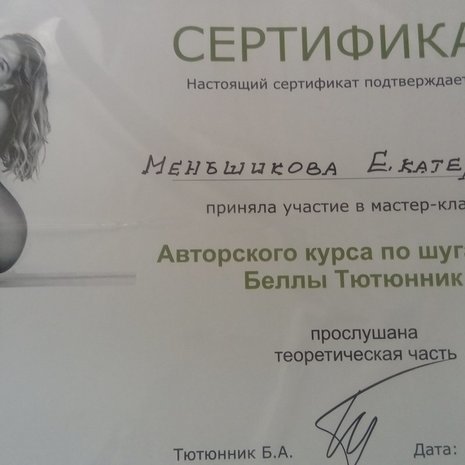 СЕРТИФИКА
Настоящий сертификат подтверждает
МЕНЬШИКОВА ЕКАТЕР
приняла участие в мастер-кла
Авторского курса по шуга
Беллы Тютюнник
прослушана
теоретическая часть
Тютюнник Б.А. Дата: